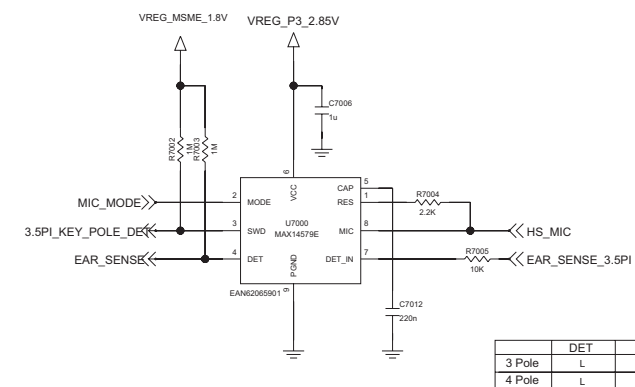 VREG_MSME_1.8V
VREG_P3_2.85V
C7006
1u
R7002
1M
R7003
1M
6
VCC
5
CAP
R7004
2.2K
MIC_MODE
2
MODE
1
RES
U7000
MAX14579E
3.5PI_KEY_POLE_DET
3
SWD
8
MIC
HS_MIC
R7005
10K
EAR_SENSE
4
DET
7
DET_IN
EAR_SENSE_3.5PI
PGND
9
EAN62065901
C7012
220n
DET
3 Pole L
4 Pole L